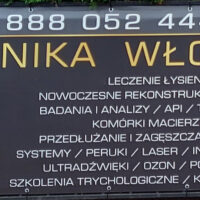 888 052 44
NIKA WŁO
LECZENIE ŁYSIEN
NOWOCZESNE REKONSTRUK
BADANIA I ANALIZY / API / T
KOMÓRKI MACIERZ
PRZEDŁUŻANIE I ZAGĘSZCZA
SYSTEMY / PERUKI / LASER / IN
ULTRADŹWIĘKI / OZON / PO
SZKOLENIA TRYCHOLOGICZNE / K